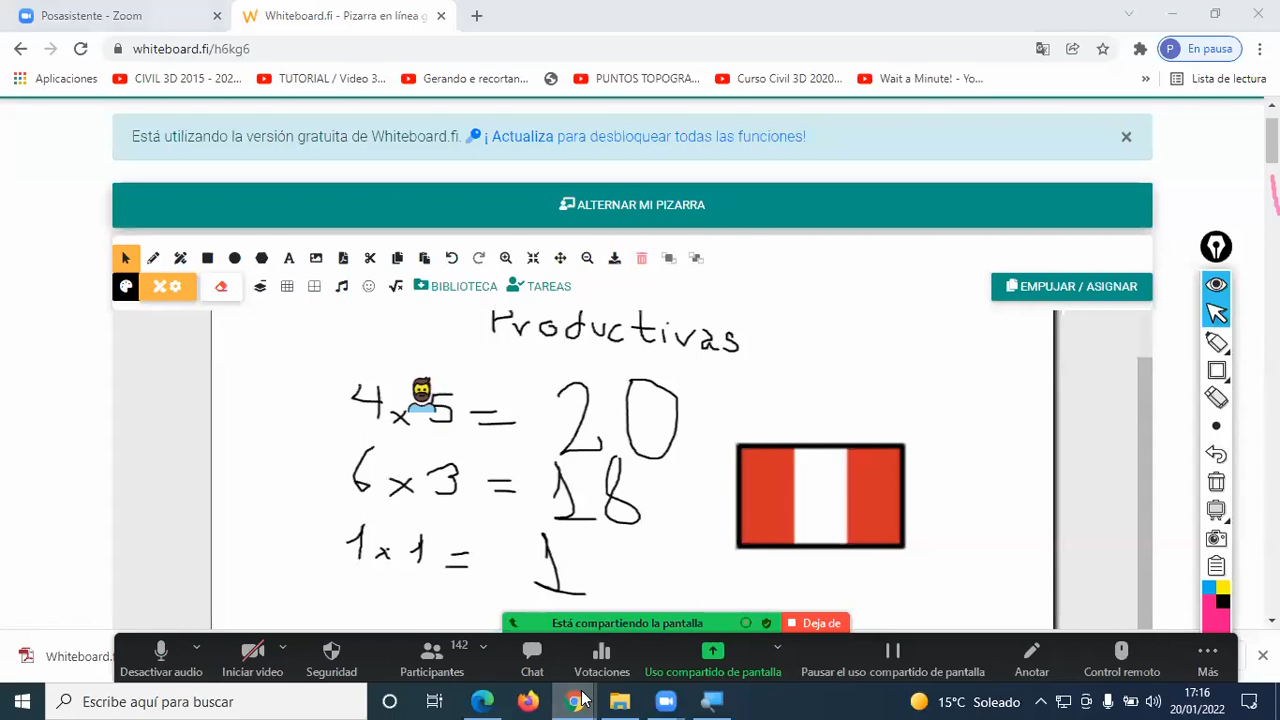 Posasistente - Zoom
Whiteboard.fi - Pizarra en línea g
whiteboard.fi/h6kg6
En pausa
Aplicaciones
CIVIL 3D 2015 - 202...
TUTORIAL / Video 3...
Gerando e recortan...
PUNTOS TOPOGRA...
Curso Civil 3D 2020...
Wait a Minute! - Yo...
»
Lista de lectura
Está utilizando la versión gratuita de Whiteboard.fi. ¡ Actualiza para desbloquear todas las funciones!
ALTERNAR MI PIZARRA
BIBLIOTECA
TAREAS
EMPUJAR / ASIGNAR
Productivas
4x5 = 20
6 x 3 = 18
1 x 1 = 1
Está compartiendo la pantalla
Deja de
Whiteboard.f
Desactivar audio
Iniciar video
Seguridad
142
Participantes
Chat
Votaciones
Uso compartido de pantalla
Pausar el uso compartido de pantalla
Anotar
Control remoto
Más
Escribe aquí para buscar
15°C Soleado
17:16
20/01/2022